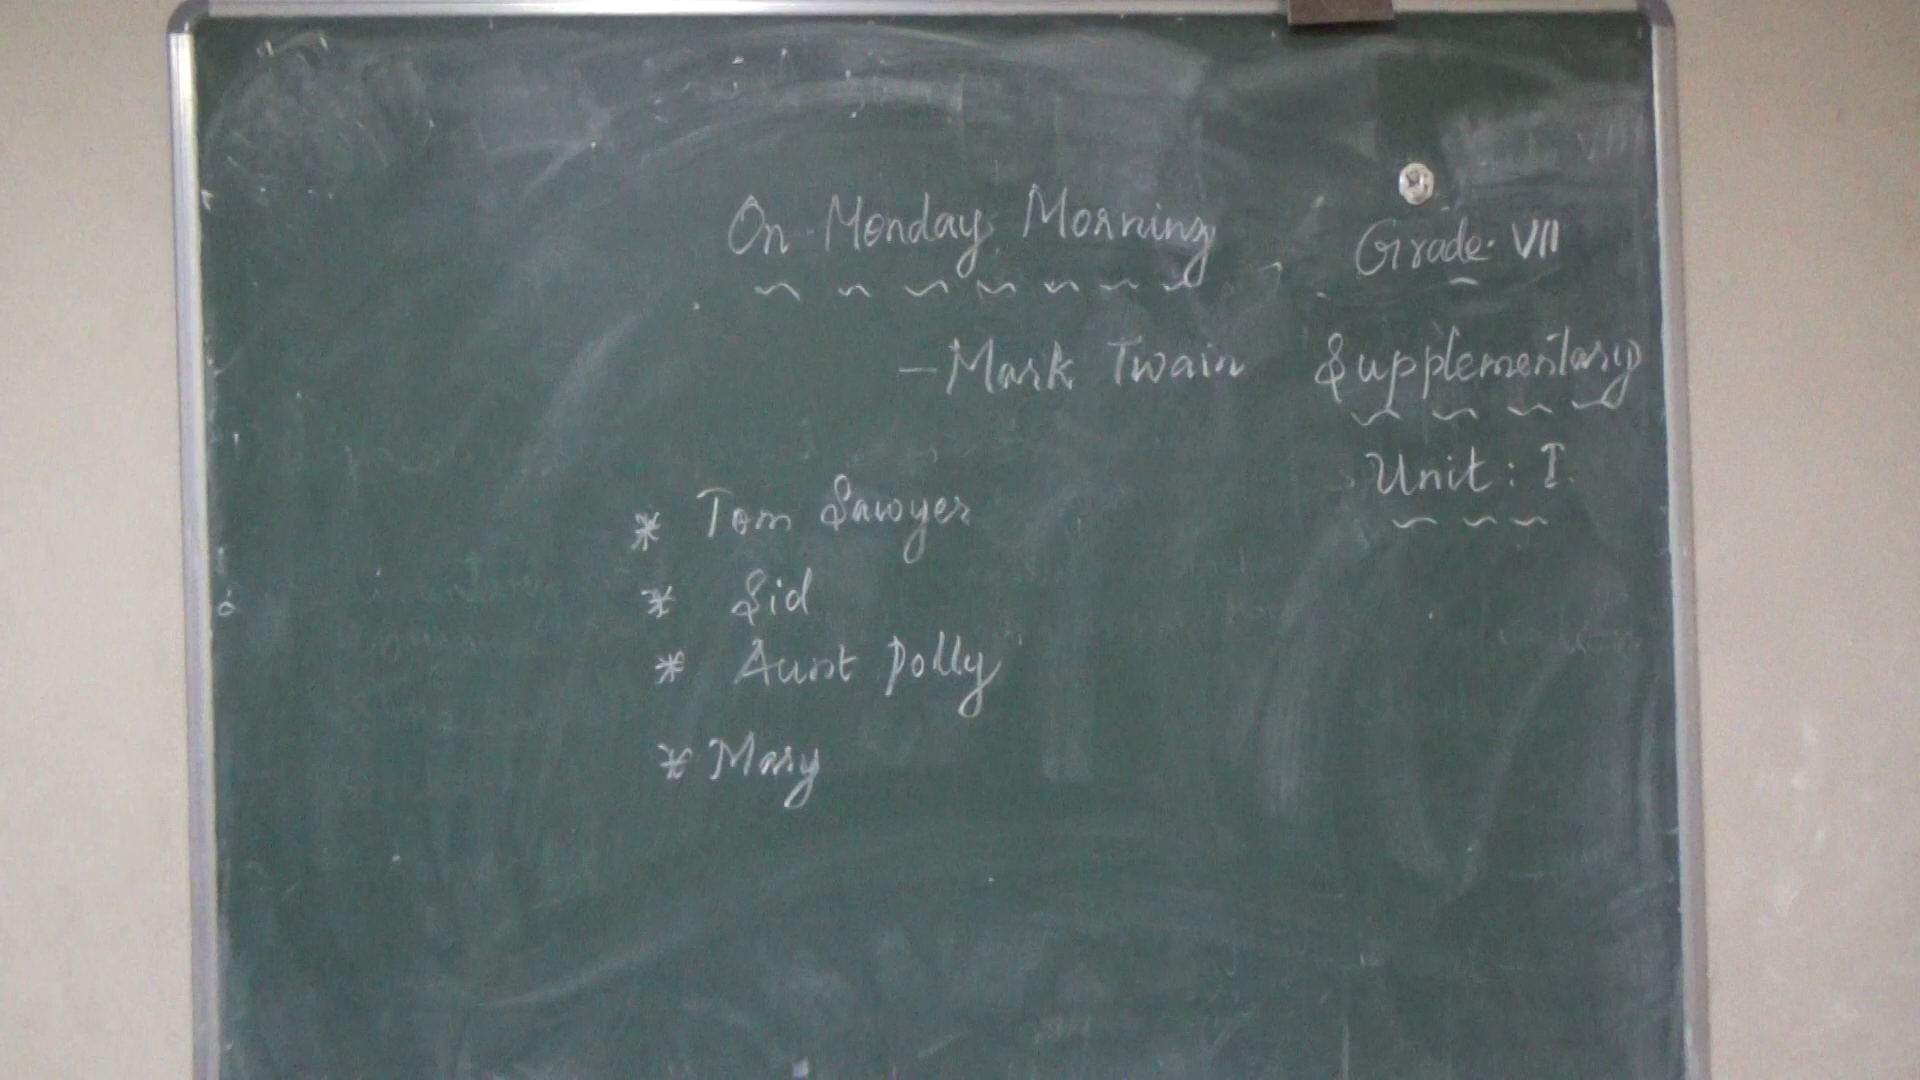 On Monday Morning
- Mark Twain
Grade: VII
Supplementary
Unit : I
* Tom Sawyer
* Sid
* Aunt Polly
* Mary